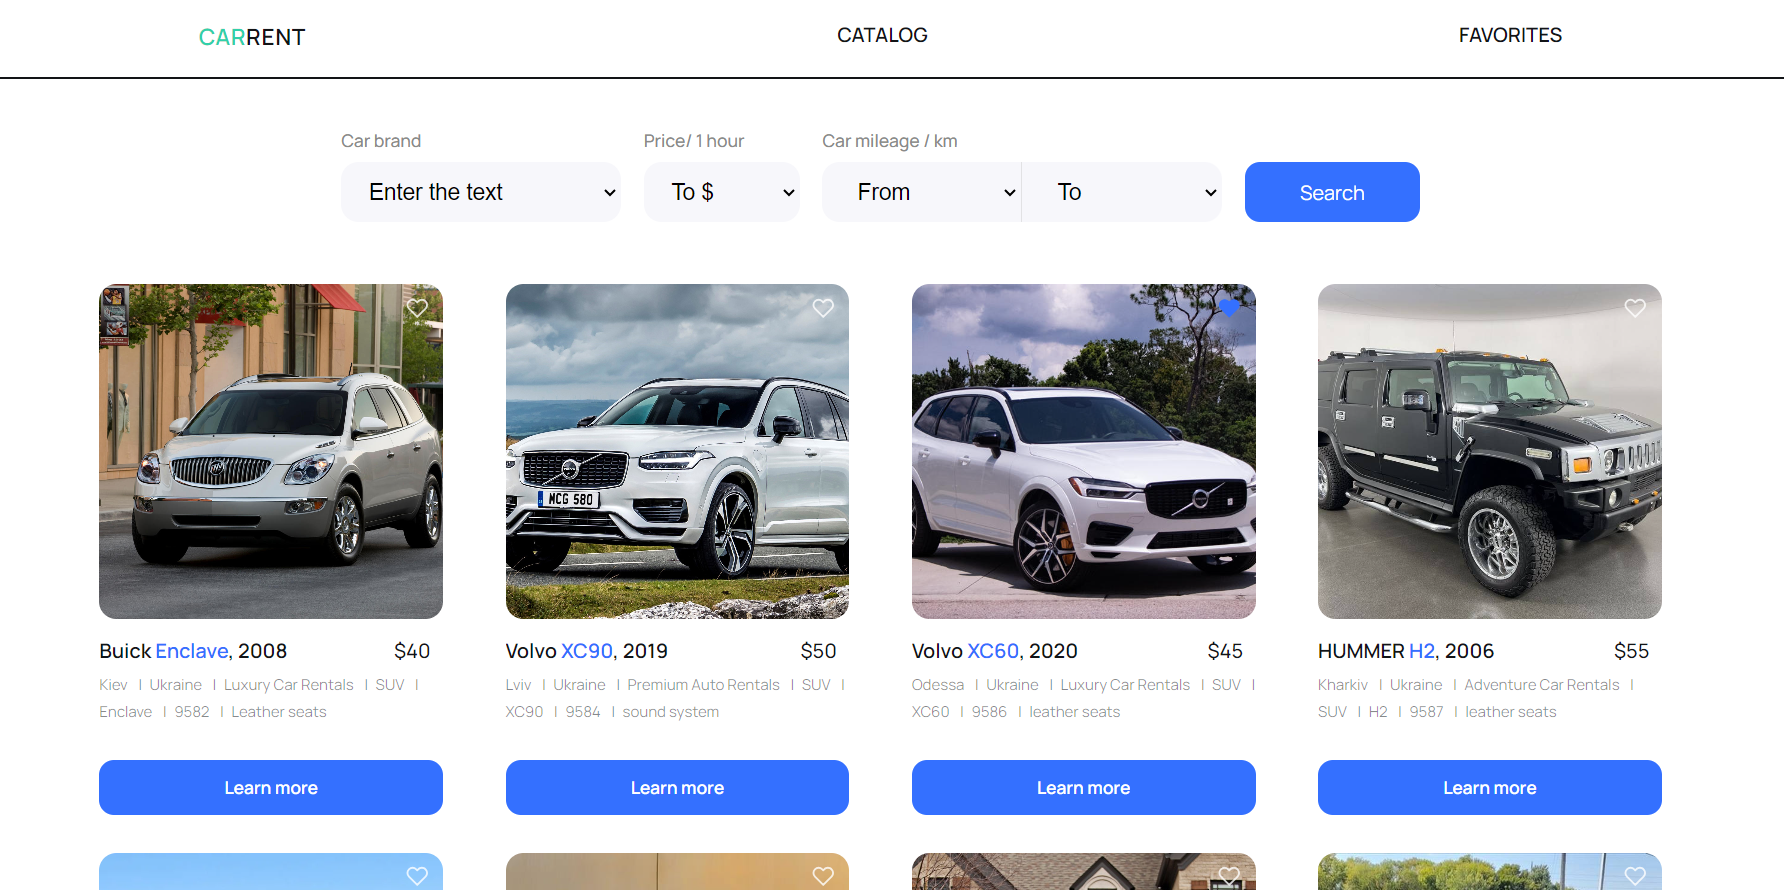 CARRENT
CATALOG
FAVORITES
Car brand
Price/ 1 hour
Car mileage / km
Enter the text
To $
From
To
Search
MCG 580
Buick Enclave, 2008
$40
Kiev | Ukraine | Luxury Car Rentals | SUV |
Enclave | 9582 | Leather seats
Learn more
Volvo XC90, 2019
$50
Lviv | Ukraine | Premium Auto Rentals | SUV |
XC90 | 9584 | sound system
Learn more
Volvo XC60, 2020
$45
Odessa | Ukraine | Luxury Car Rentals | SUV |
XC60 | 9586 | leather seats
Learn more
HUMMER H2, 2006
$55
Kharkiv | Ukraine | Adventure Car Rentals |
SUV | H2 | 9587 | leather seats
Learn more